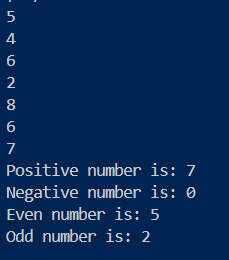 5
4
6
2
8
6
7
Positive number is: 7
Negative number is: 0
Even number is: 5
Odd number is: 2